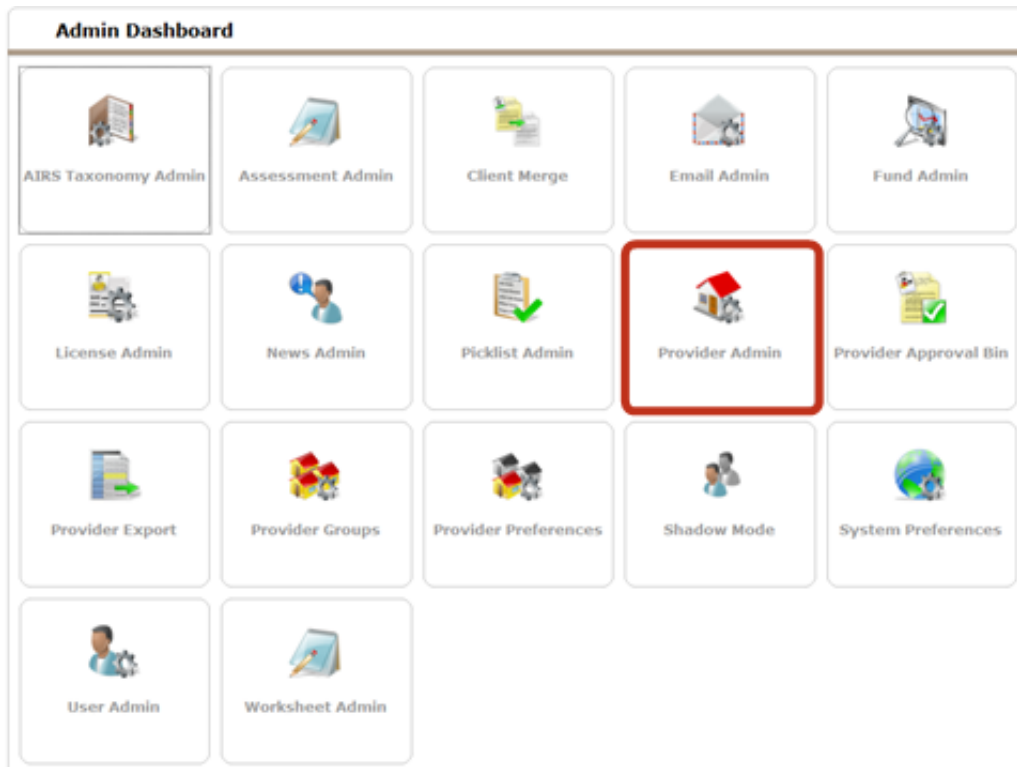 Admin Dashboard
AIRS Taxonomy Admin
Assessment Admin
Client Merge
Email Admin
Fund Admin
License Admin
News Admin
Picklist Admin
Provider Admin
Provider Approval Bin
Provider Export
Provider Groups
Provider Preferences
Shadow Mode
System Preferences
User Admin
Worksheet Admin